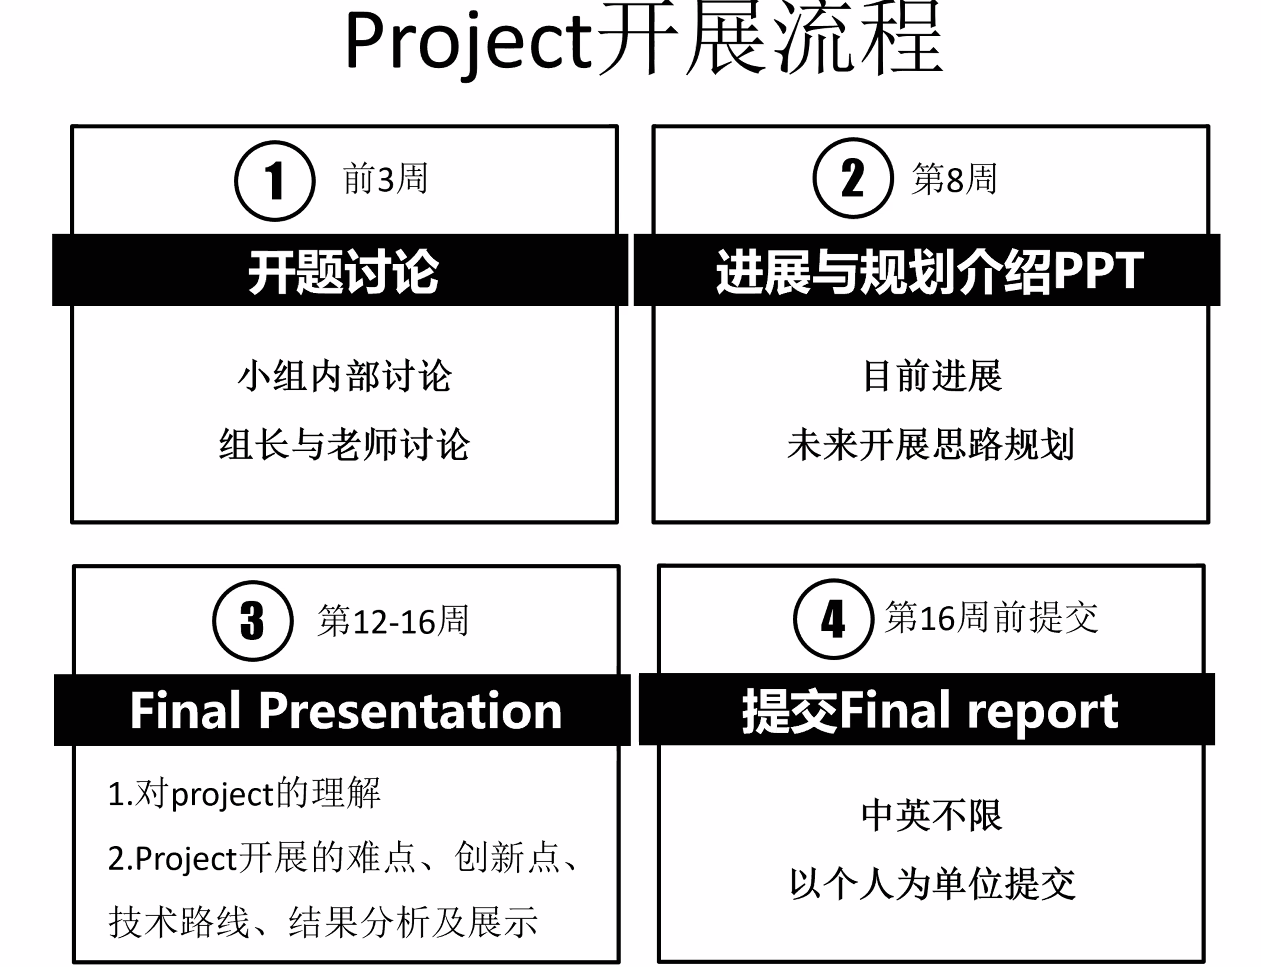 Project开展流程
1 前3周
开题讨论
小组内部讨论
组长与老师讨论
2 第8周
进展与规划介绍PPT
目前进展
未来开展思路规划
3 第12-16周
Final Presentation
1.对project的理解
2.Project开展的难点、创新点、
技术路线、结果分析及展示
4 第16周前提交
提交Final report
中英不限
以个人为单位提交